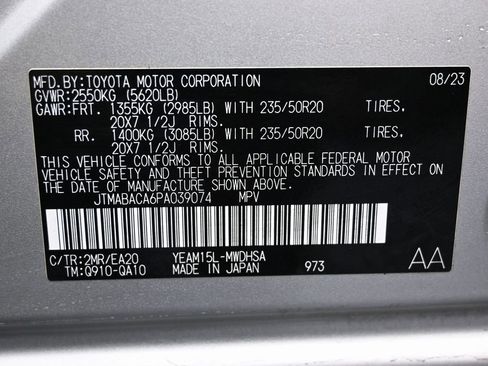 MFD.BY:TOYOTA MOTOR CORPORATION 08/23
GVWR:2550KG (5620LB)
GAWR:FRT. 1355KG (2985LB) WITH 235/50R20 TIRES.
20X7 1/2J RIMS.
RR. 1400KG (3085LB) WITH 235/50R20 TIRES.
20X7 1/2J RIMS.
THIS VEHICLE CONFORMS TO ALL APPLICABLE FEDERAL MOTOR
VEHICLE SAFETY AND THEFT PREVENTION STANDARDS IN EFFECT
ON THE DATE OF MANUFACTURE SHOWN ABOVE.
JTMABACA6PA039074 MPV
C/TR:2MR/EA20 YEAM15L-MWDHSA AA
TM:Q910-QA10 MADE IN JAPAN 973